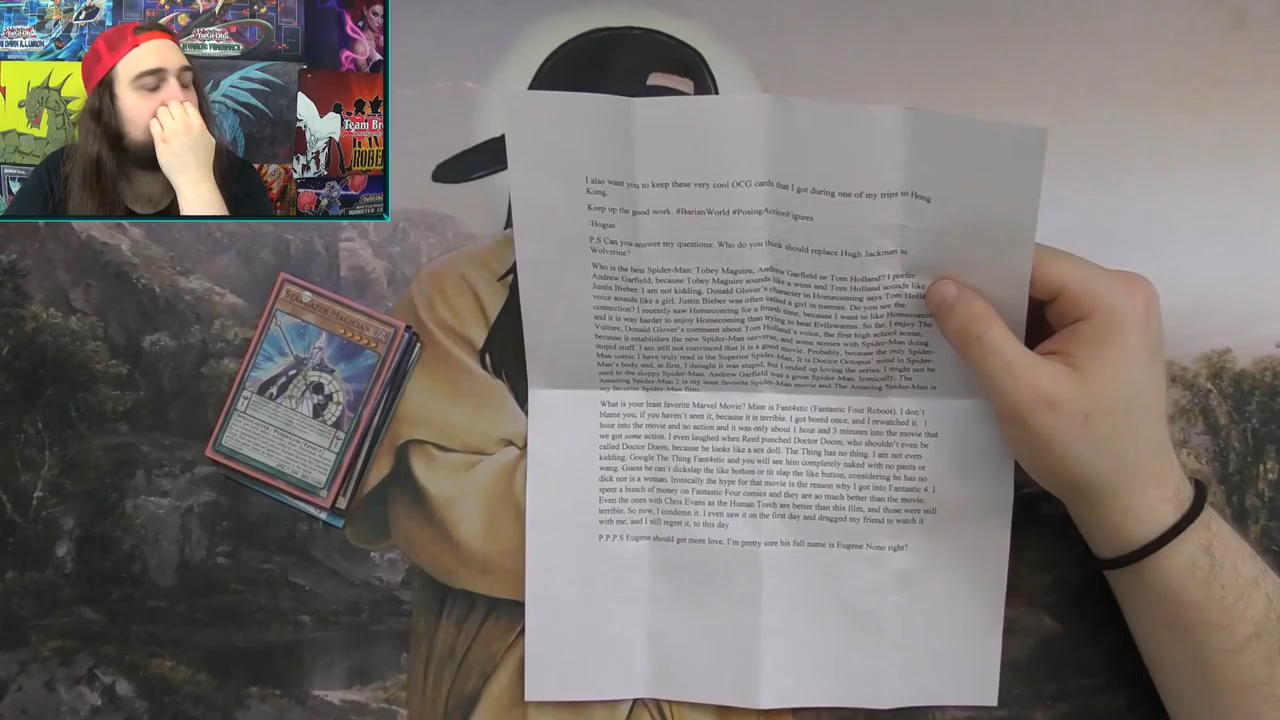 Yu-Gi-Oh!
DARK ILLUSION
INVADERS VENGEANCE
Team
STARGAZER MAGICIAN
I also want you to keep these very cool OCG cards that I got during one of my trips to Hong
Kong.
Keep up the good work. #BarianWorld #PosingActionFigures
-Hogun
P.S Can you answer my questions: Who do you think should replace Hugh Jackman as
Wolverine?
Who is the best Spider-Man: Tobey Maguire, Andrew Garfield or Tom Holland? I prefer
Andrew Garfield, because Tobey Maguire sounds like a wuss and Tom Holland sounds like
Justin Bieber. I am not kidding. Donald Glover's character in Homecoming says Tom Holla
voice sounds like a girl. Justin Bieber was often called a girl in memes. Do you see the
connection? I recently saw Homecoming for a fourth time, because I want to like Homecomin
and it is way harder to enjoy Homecoming than trying to beat Evilswarms. So far, I enjoy The
Vulture, Donald Glover's comment about Tom Holland's voice, the first high school scene,
because it establishes the new Spider-Man universe, and some scenes with Spider-Man doing
stupid stuff. I am still not convinced that it is a good movie. Probably, because the only Spider-
Man comic I have truly read is the Superior Spider-Man. It is Doctor Octopus' mind in Spider-
Man's body and, at first, I thought it was stupid, but I ended up loving the series. I might not be
used to the sloppy Spider-Man. Andrew Garfield was a great Spider-Man. Ironically, The
Amazing Spider-Man 2 is my least favorite Spider-Man movie and The Amazing Spider-Man is
my favorite Spider-Man film.
What is your least favorite Marvel Movie? Mine is Fant4stic (Fantastic Four Reboot). I don't
blame you, if you haven't seen it, because it is terrible. I got bored once, and I rewatched it. 1
hour into the movie and no action and it was only about 1 hour and 3 minutes into the movie that
we got some action. I even laughed when Reed punched Doctor Doom, who shouldn't even be
called Doctor Doom, because he looks like a sex doll. The Thing has no thing. I am not even
kidding. Google The Thing Fant4stic and you will see him completely naked with no pants or
wang. Guess he can't dickslap the like button or tit slap the like button, considering he has no
dick nor is a woman. Ironically the hype for that movie is the reason why I got into Fantastic 4. I
spent a bunch of money on Fantastic Four comics and they are so much better than the movie.
Even the ones with Chris Evans as the Human Torch are better than this film, and those were still
terrible. So now, I condemn it. I even saw it on the first day and dragged my friend to watch it
with me, and I still regret it, to this day.
P.P.P.S Eugene should get more love. I'm pretty sure his full name is Eugene None right?